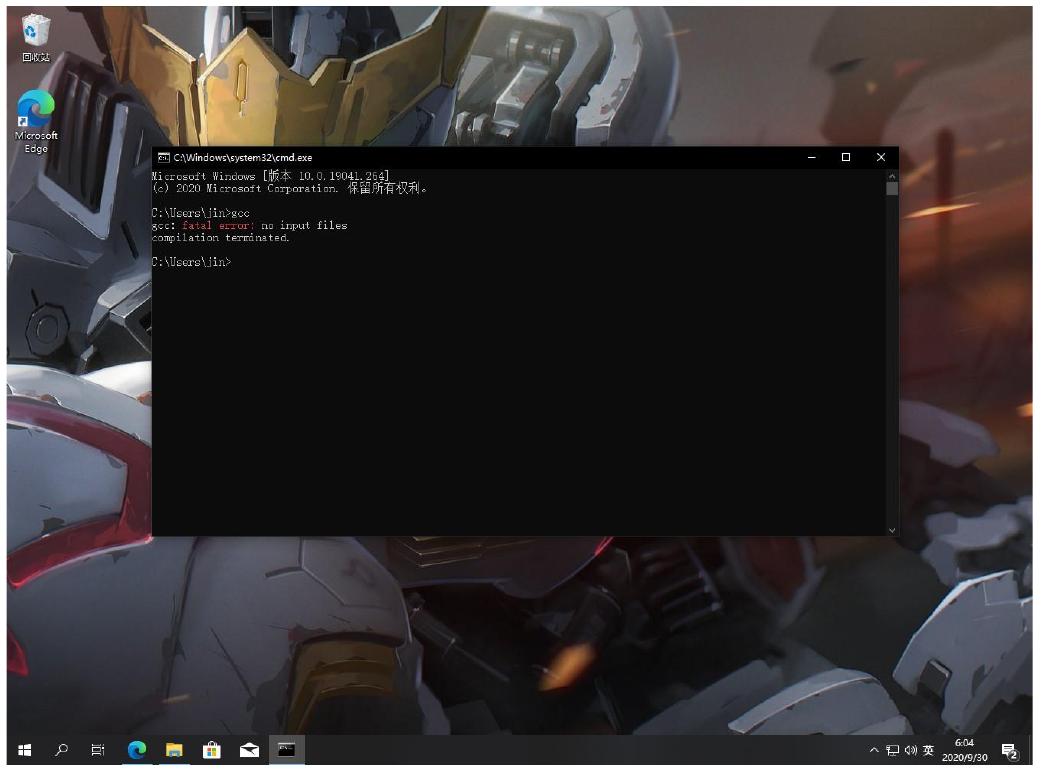 回收站
Microsoft
Edge
C:\Windows\system32\cmd.exe
Microsoft Windows [版本 10.0.19041.264]
(c) 2020 Microsoft Corporation. 保留所有权利。
C:\Users\jin>gcc
gcc: fatal error: no input files
compilation terminated.
C:\Users\jin>
英
6:04
2020/9/30
2